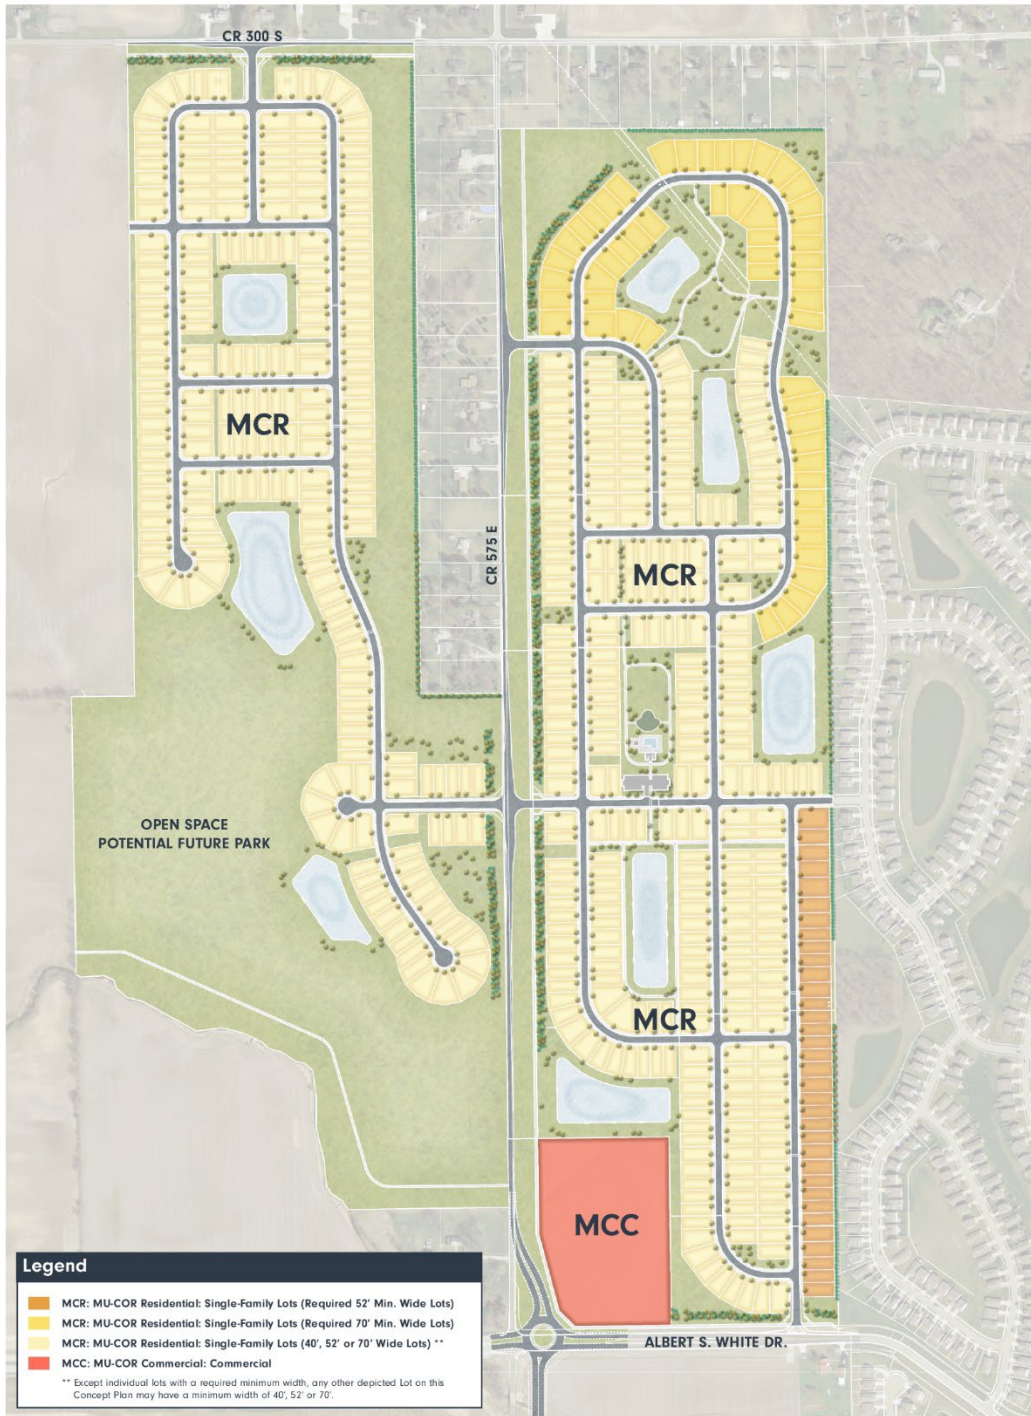 CR 300 S
MCR
CR 575 E
MCR
OPEN SPACE
POTENTIAL FUTURE PARK
MCR
MCC
Legend
MCR: MU-COR Residential: Single-Family Lots (Required 52' Min. Wide Lots)
MCR: MU-COR Residential: Single-Family Lots (Required 70' Min. Wide Lots)
MCR: MU-COR Residential: Single-Family Lots (40', 52' or 70' Wide Lots) **
MCC: MU-COR Commercial: Commercial
** Except individual lots with a required minimum width, any other depicted Lot on this
Concept Plan may have a minimum width of 40', 52' or 70'.
ALBERT S. WHITE DR.